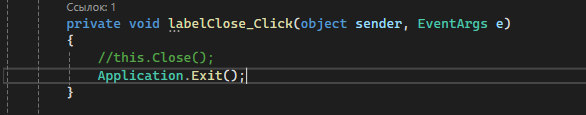 Ссылок: 1
private void labelClose_Click(object sender, EventArgs e)
{
//this.Close();
Application.Exit();
}